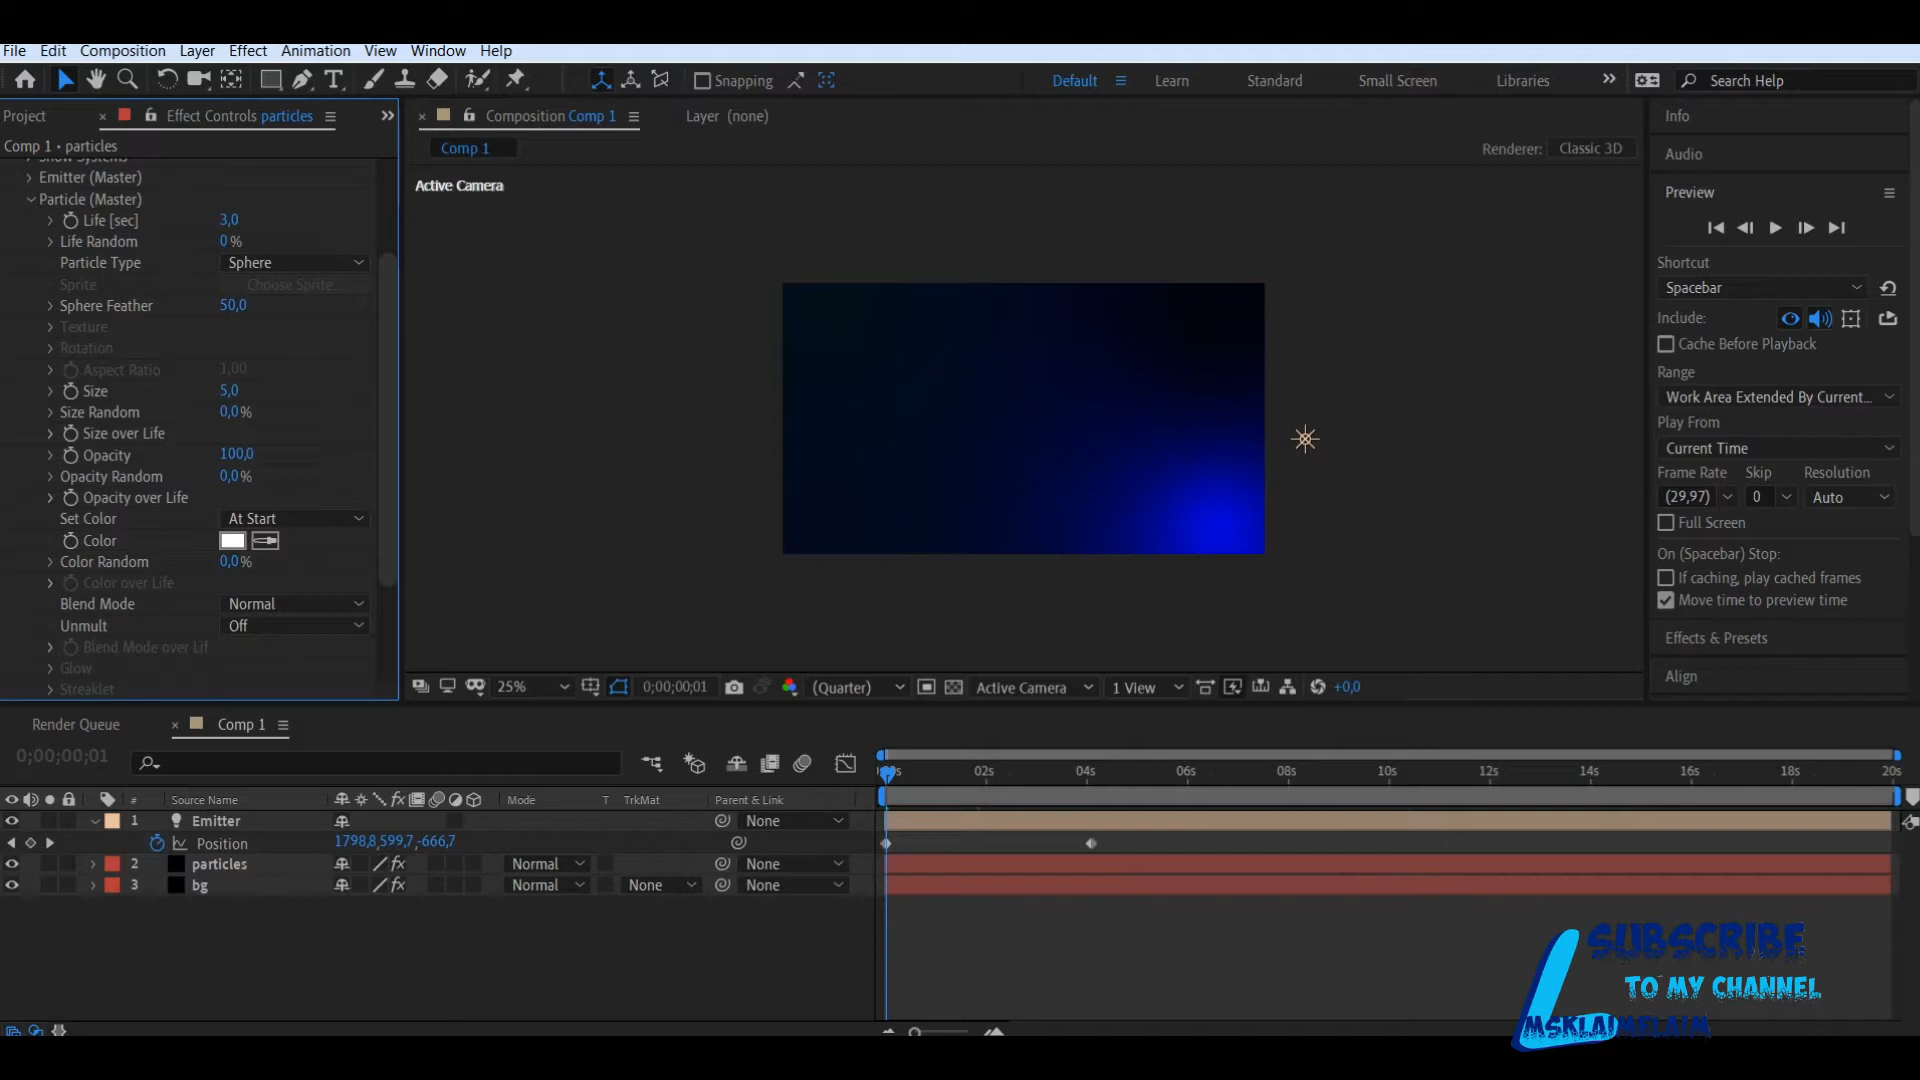 File Edit Composition Layer Effect Animation View Window Help
Snapping Default Learn Standard Small Screen Libraries Search Help
Project Effect Controls particles Composition Comp 1 Layer (none) Info
Comp 1 • particles Comp 1 Renderer: Classic 3D
Show Systems Audio
Emitter (Master) Active Camera Preview
Particle (Master)
Life [sec] 3,0
Life Random 0 %
Particle Type Sphere Shortcut
Sprite Choose Sprite... Spacebar
Sphere Feather 50,0 Include:
Texture Cache Before Playback
Rotation Range
Aspect Ratio 1,00
Size 5,0 Work Area Extended By Current...
Size Random 0,0 % Play From
Size over Life Current Time
Opacity 100,0
Opacity Random 0,0 % Frame Rate Skip Resolution
Opacity over Life (29,97) 0 Auto
Set Color At Start Full Screen
Color On (Spacebar) Stop:
Color Random 0,0 %
Color over Life If caching, play cached frames
Blend Mode Normal Move time to preview time
Unmult Off Effects & Presets
Blend Mode over Lif
Glow Align
Streaklet 25% 0;00;00;01 (Quarter) Active Camera 1 View +0,0
Render Queue Comp 1
0;00;00;01 02s 04s 06s 08s 10s 12s 14s 16s 18s 20s
# Source Name Mode T TrkMat Parent & Link
1 Emitter None
Position 1798,8,599,7,-666,7
2 particles Normal None
3 bg Normal None None
SUBSCRIBE
TO MY CHANNEL
MSKLAIMFLAIM